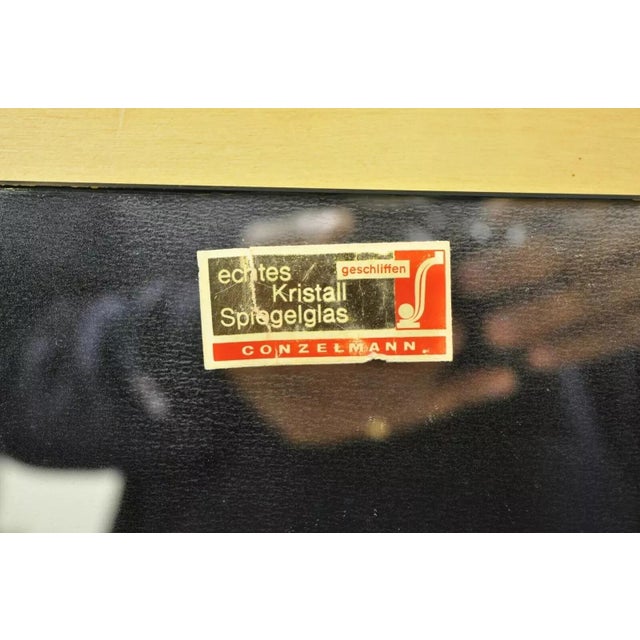 echtes geschliffen
Kristall
Spiegelglas
CONZELMANN